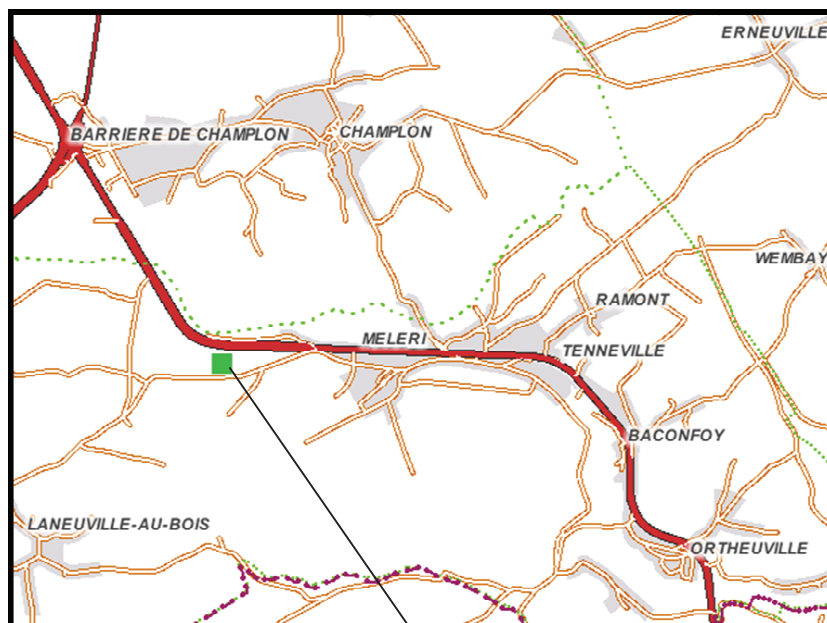 ERNEUVILLE
BARRIERE DE CHAMPLON
CHAMPLON
WEMBAY
RAMONT
MELERI
TENNEVILLE
BACONFOY
LANEUVILLE-AU-BOIS
ORTHEUVILLE